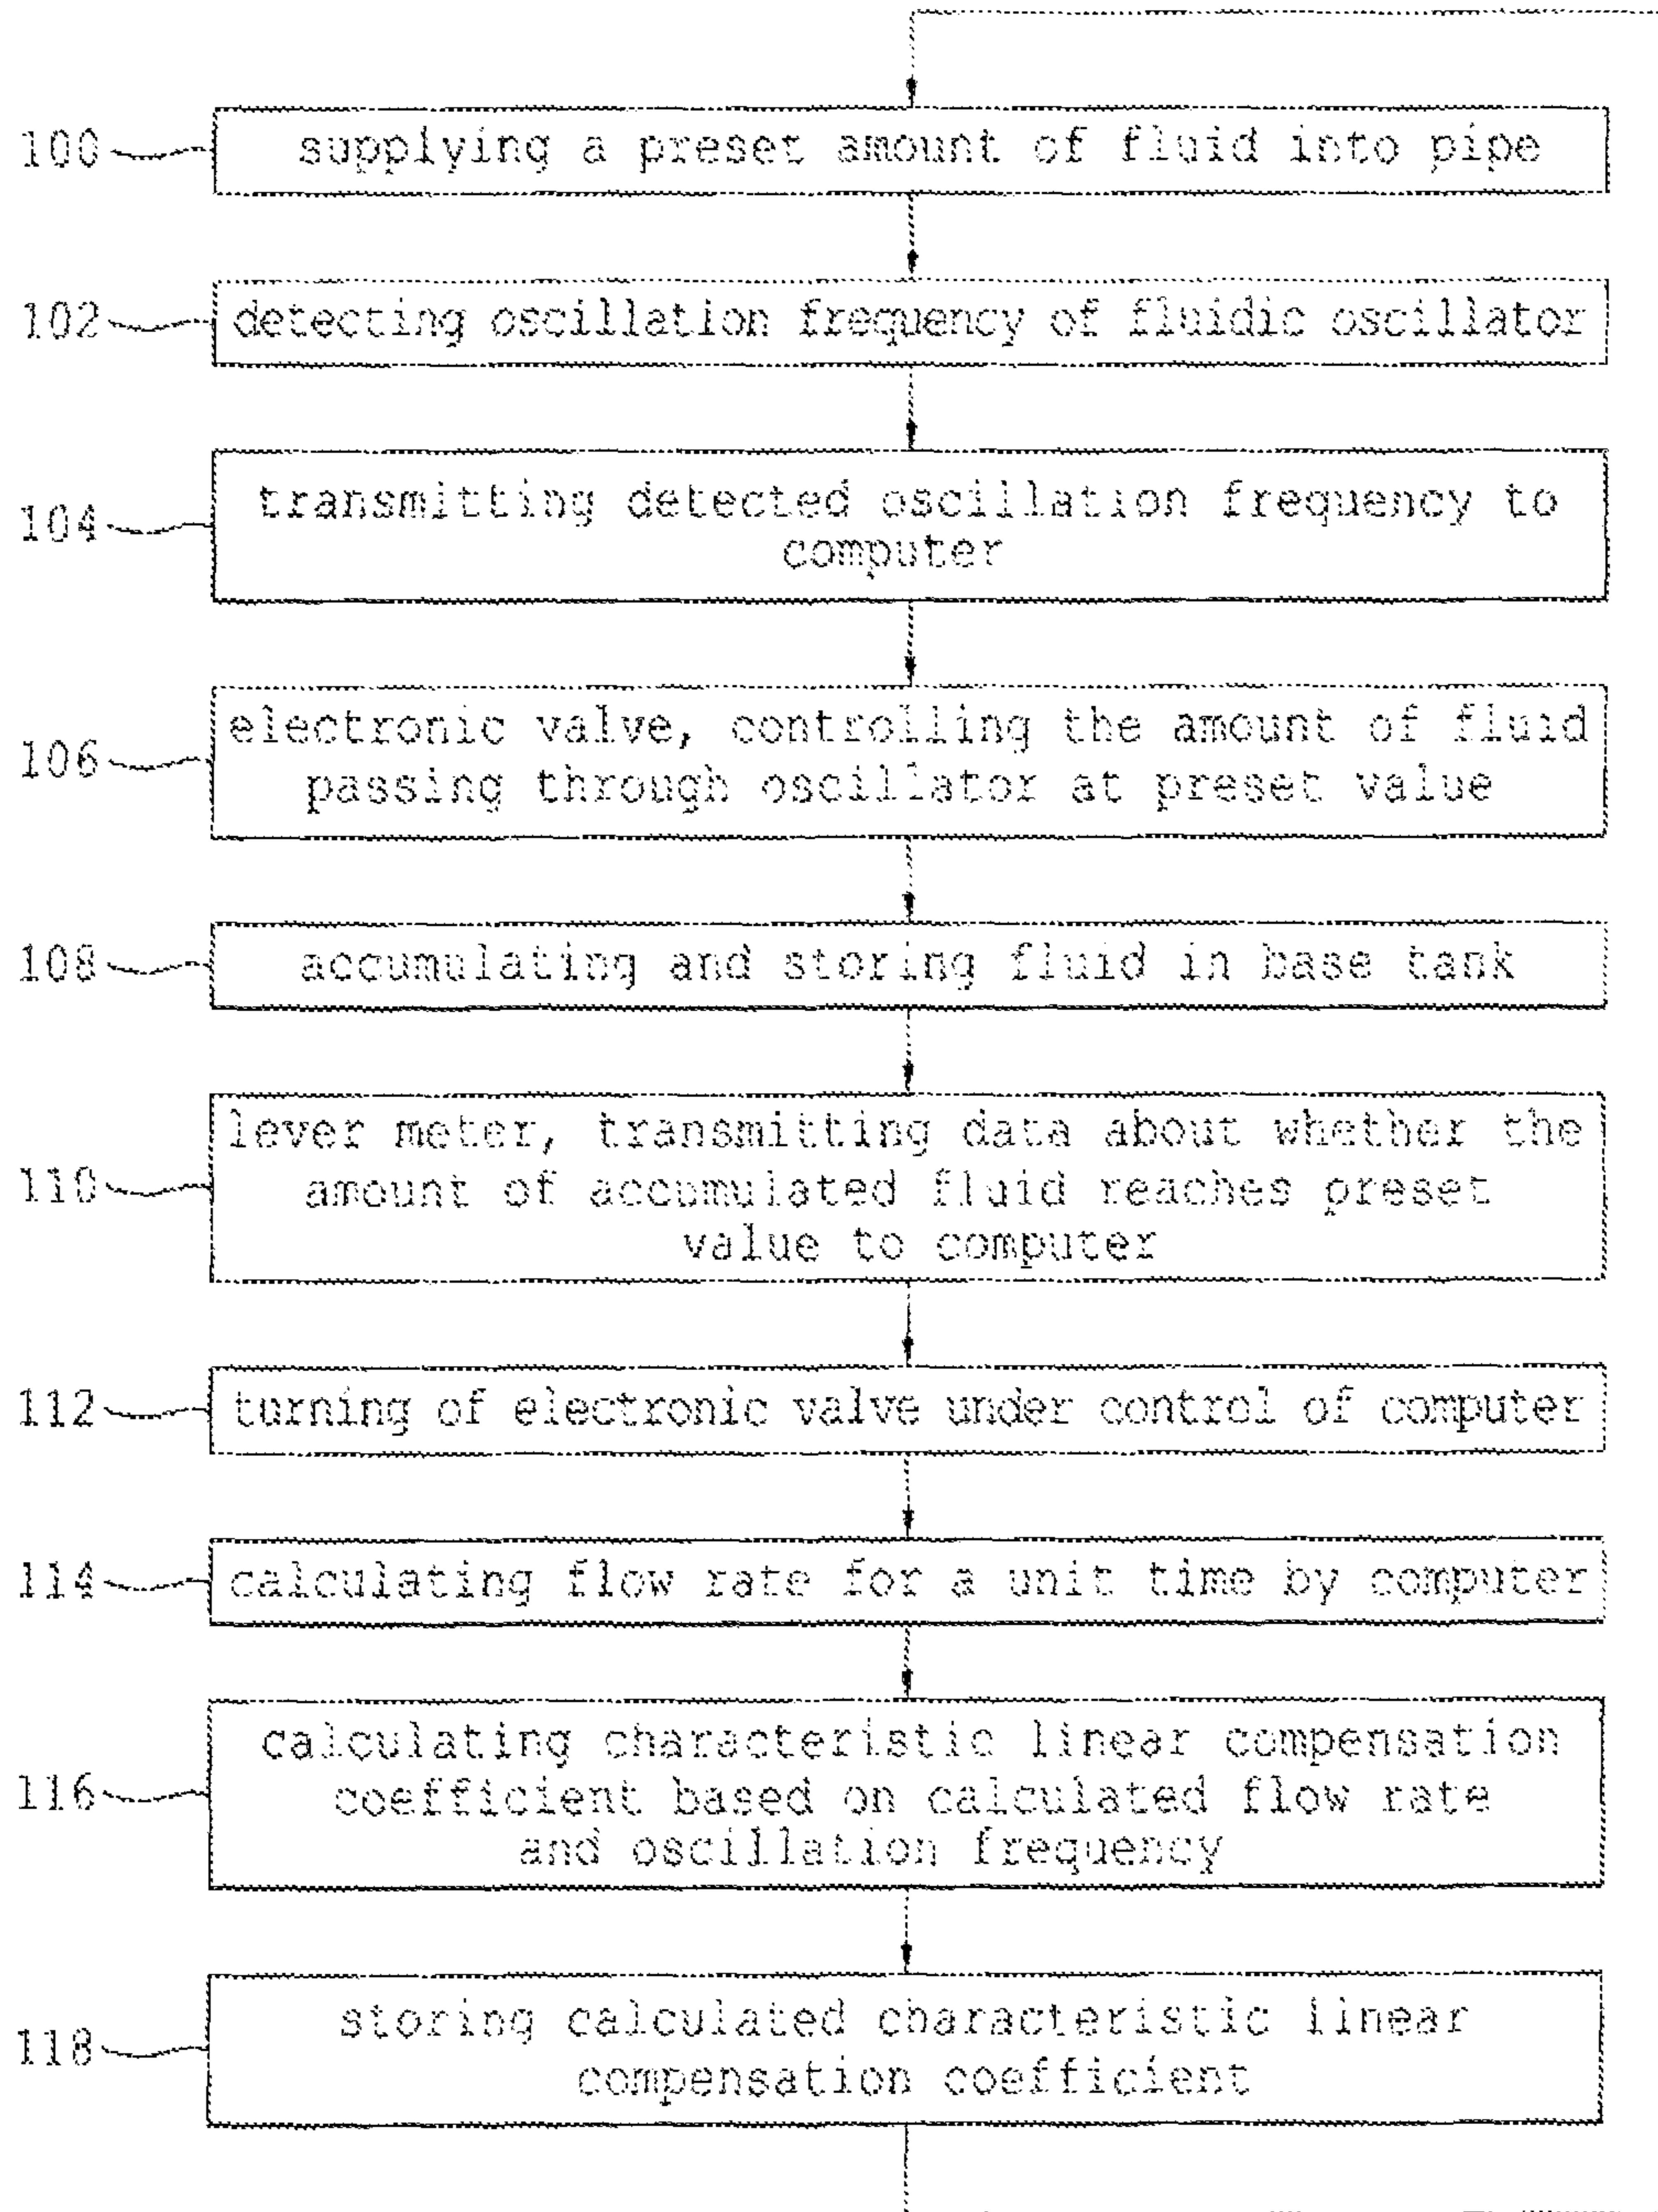 100
supplying a preset amount of fluid into pipe
102
detecting oscillation frequency of fluidic oscillator
104
transmitting detected oscillation frequency to
computer
106
electronic valve, controlling the amount of fluid
passing through oscillator at preset value
108
accumulating and storing fluid in base tank
110
lever meter, transmitting data about whether the
amount of accumulated fluid reaches preset
value to computer
112
turning of electronic valve under control of computer
114
calculating flow rate for a unit time by computer
116
calculating characteristic linear compensation
coefficient based on calculated flow rate
and oscillation frequency
118
storing calculated characteristic linear
compensation coefficient